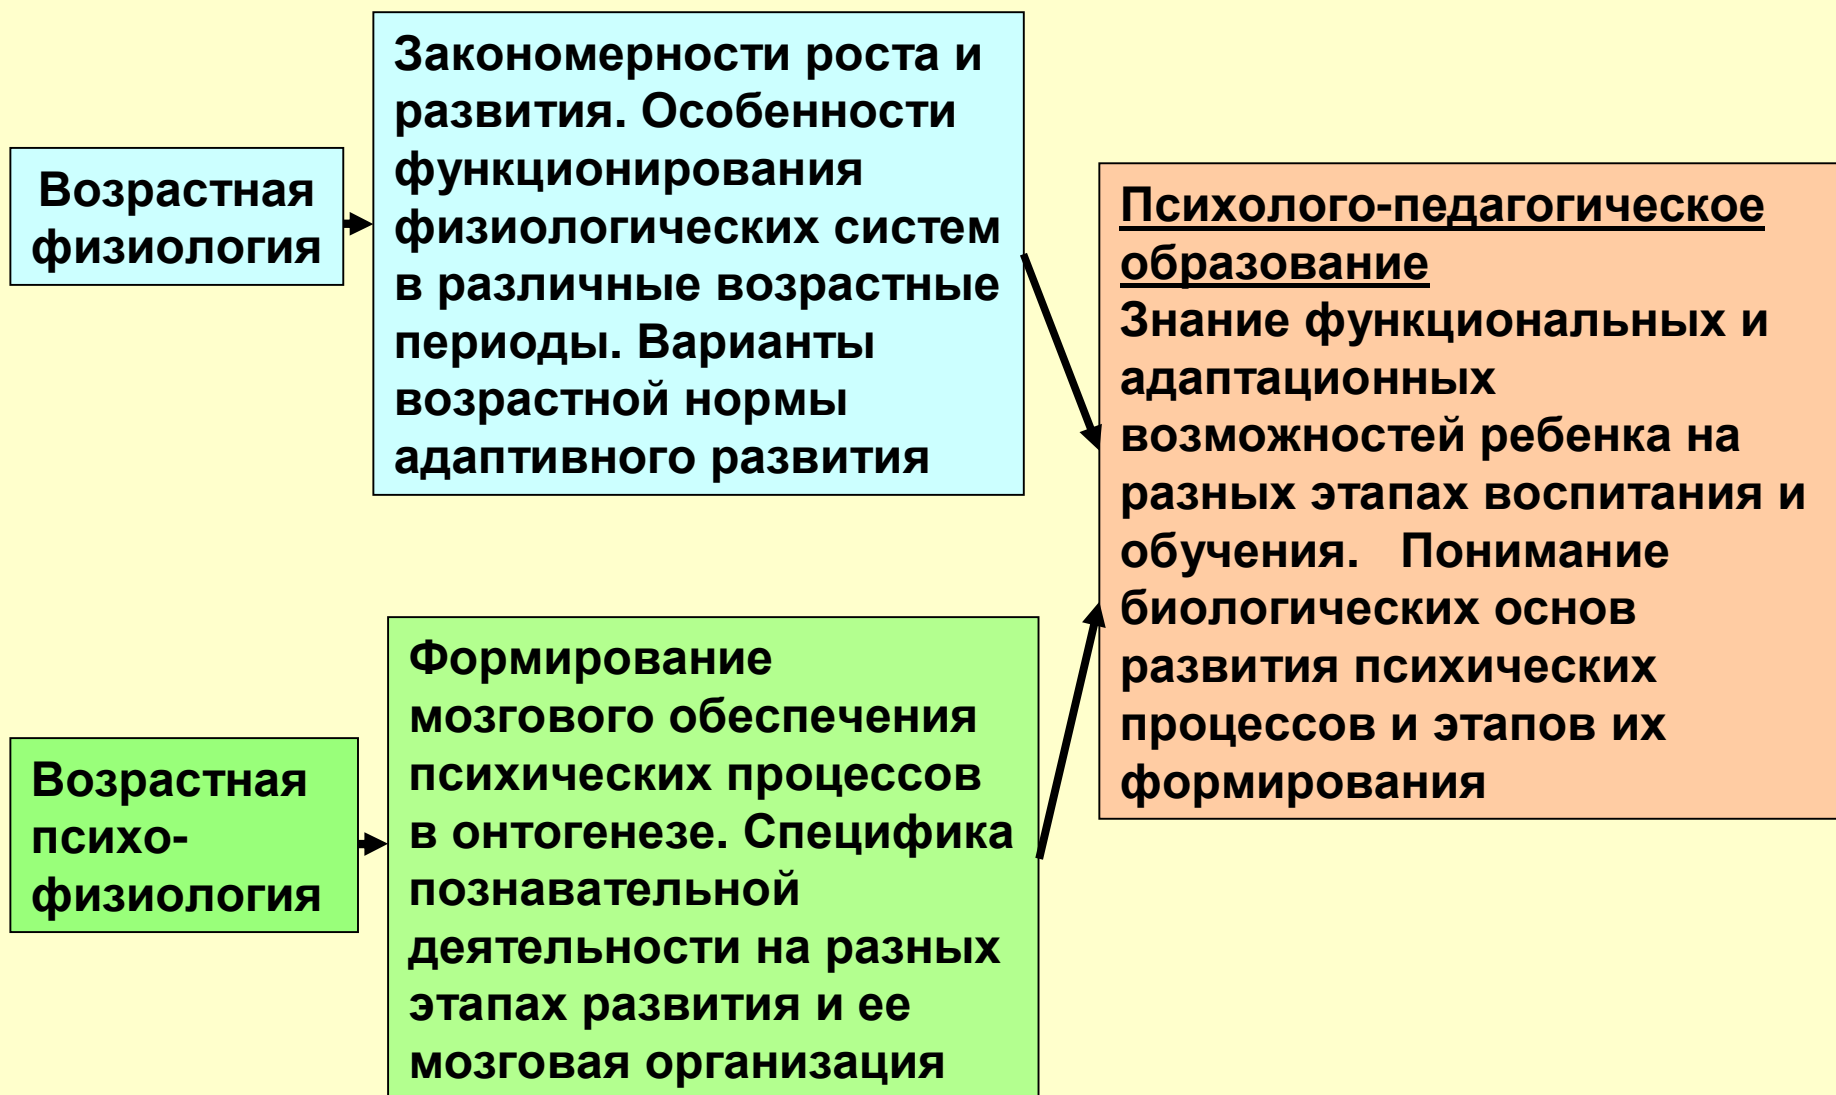 Возрастная
физиология
Закономерности роста и
развития. Особенности
функционирования
физиологических систем
в различные возрастные
периоды. Варианты
возрастной нормы
адаптивного развития
Возрастная
психо-
физиология
Формирование
мозгового обеспечения
психических процессов
в онтогенезе. Специфика
познавательной
деятельности на разных
этапах развития и ее
мозговая организация
Психолого-педагогическое
образование
Знание функциональных и
адаптационных
возможностей ребенка на
разных этапах воспитания и
обучения. Понимание
биологических основ
развития психических
процессов и этапов их
формирования